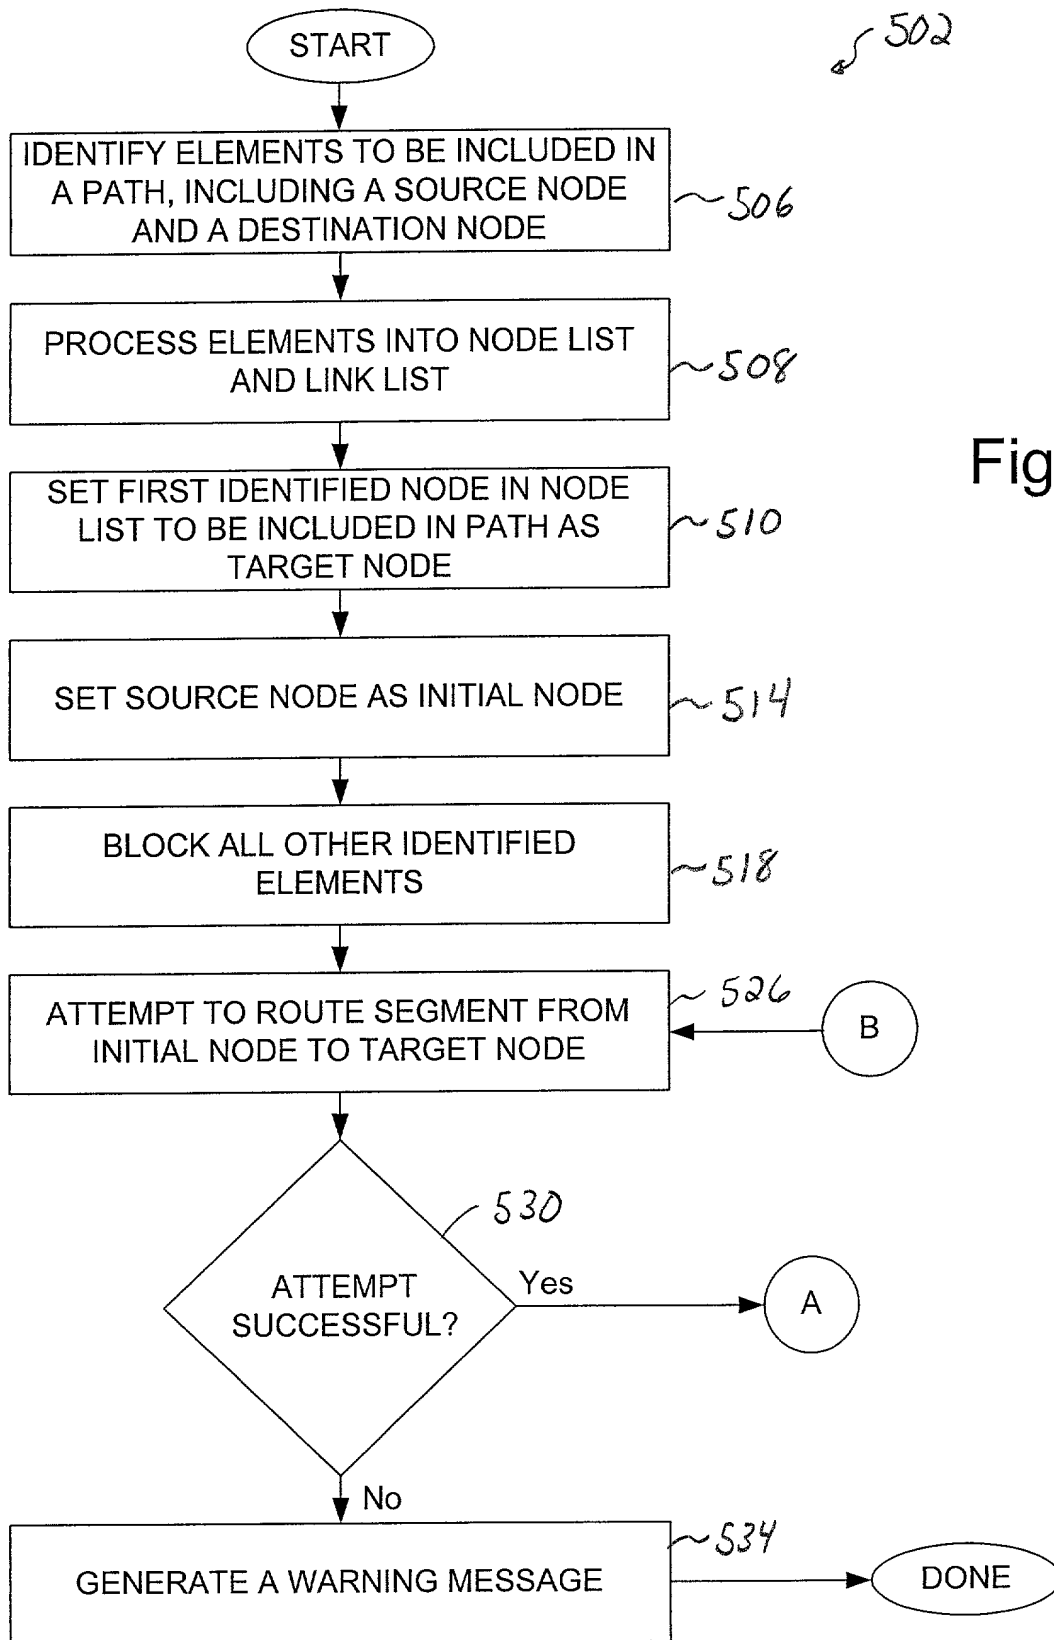 START
502
IDENTIFY ELEMENTS TO BE INCLUDED IN
A PATH, INCLUDING A SOURCE NODE
AND A DESTINATION NODE
506
PROCESS ELEMENTS INTO NODE LIST
AND LINK LIST
508
Fig
SET FIRST IDENTIFIED NODE IN NODE
LIST TO BE INCLUDED IN PATH AS
TARGET NODE
510
SET SOURCE NODE AS INITIAL NODE
514
BLOCK ALL OTHER IDENTIFIED
ELEMENTS
518
ATTEMPT TO ROUTE SEGMENT FROM
INITIAL NODE TO TARGET NODE
526
B
530
ATTEMPT
SUCCESSFUL?
Yes
A
No
GENERATE A WARNING MESSAGE
534
DONE